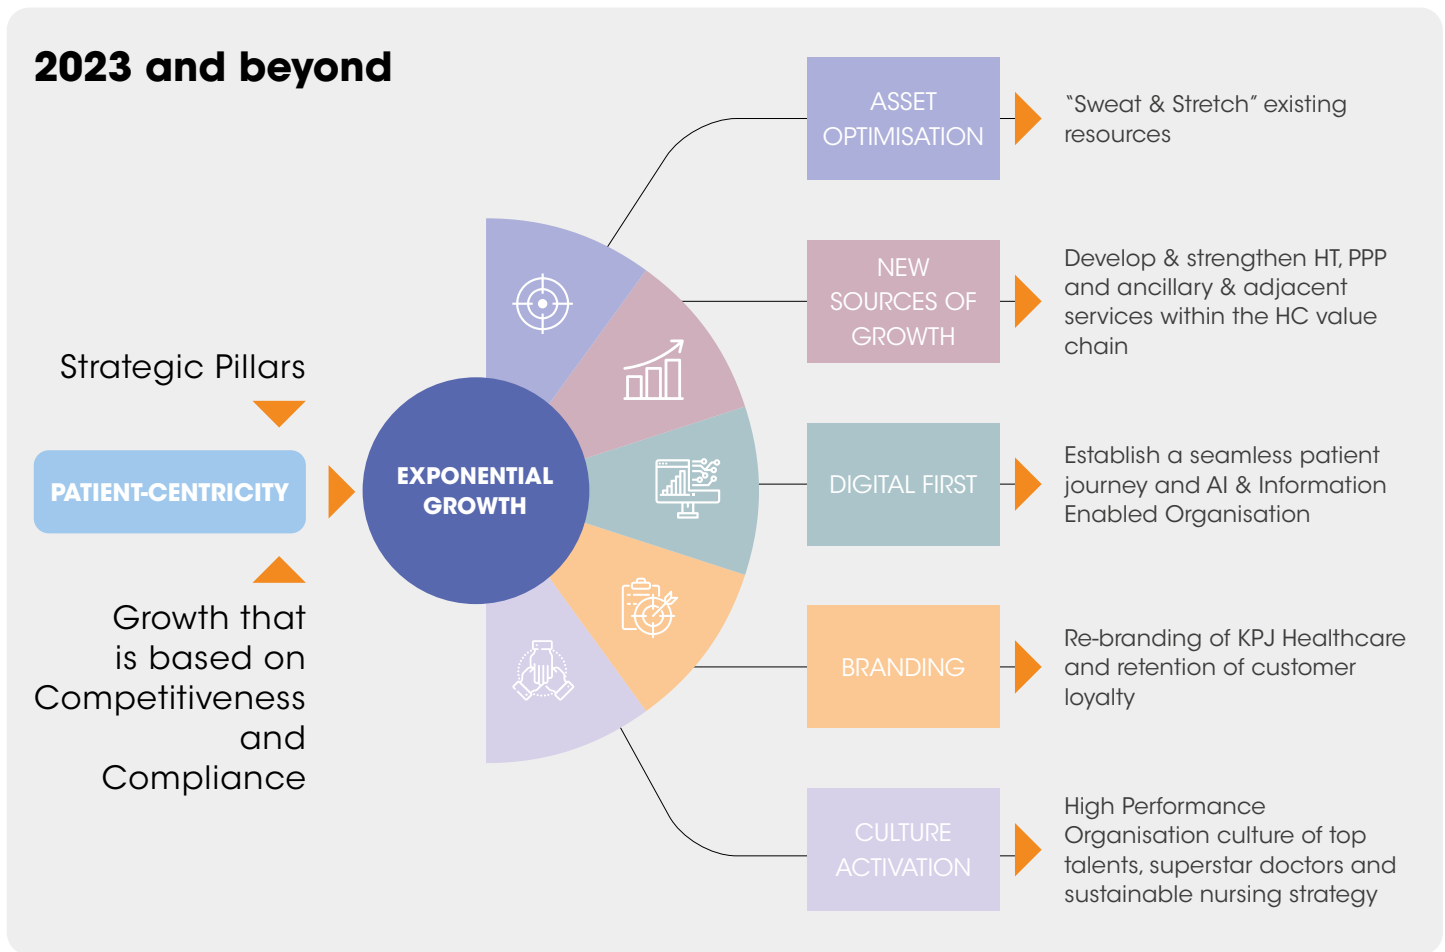 2023 and beyond
Strategic Pillars
PATIENT-CENTRICITY
Growth that
is based on
Competitiveness
and
Compliance
EXPONENTIAL
GROWTH
ASSET
OPTIMISATION
“Sweat & Stretch” existing
resources
NEW
SOURCES OF
GROWTH
Develop & strengthen HT, PPP
and ancillary & adjacent
services within the HC value
chain
DIGITAL FIRST
Establish a seamless patient
journey and AI & Information
Enabled Organisation
BRANDING
Re-branding of KPJ Healthcare
and retention of customer
loyalty
CULTURE
ACTIVATION
High Performance
Organisation culture of top
talents, superstar doctors and
sustainable nursing strategy